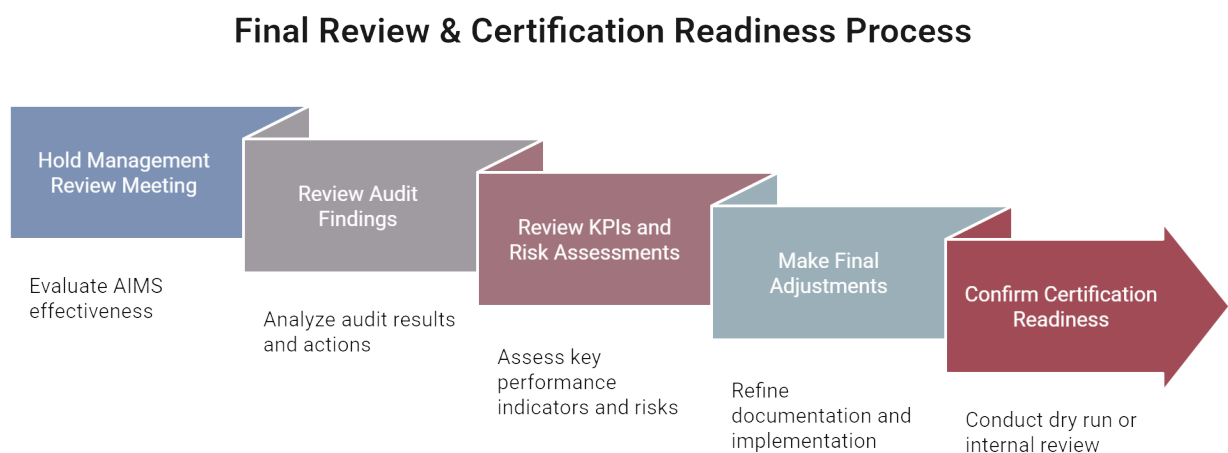 Final Review & Certification Readiness Process
Hold Management
Review Meeting
Evaluate AIMS
effectiveness
Review Audit
Findings
Analyze audit results
and actions
Review KPIs and
Risk Assessments
Assess key
performance
indicators and risks
Make Final
Adjustments
Refine
documentation and
implementation
Confirm Certification
Readiness
Conduct dry run or
internal review